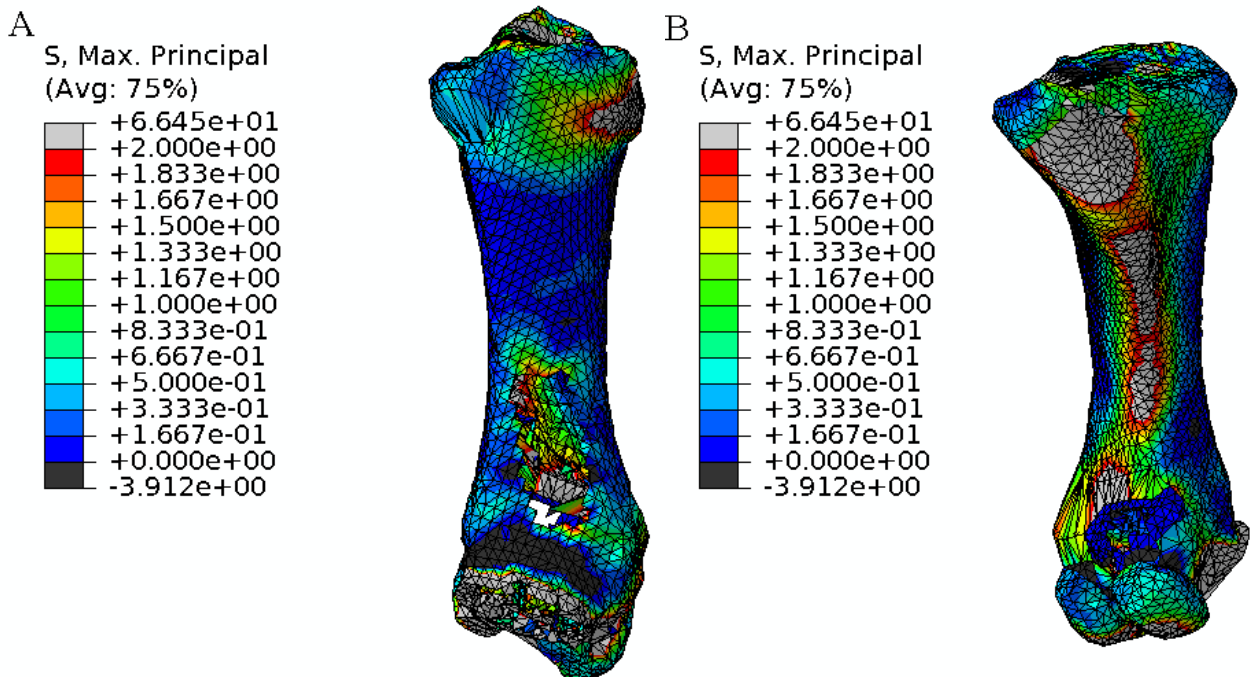 A
S, Max. Principal
(Avg: 75%)
+6.645e+01
+2.000e+00
+1.833e+00
+1.667e+00
+1.500e+00
+1.333e+00
+1.167e+00
+1.000e+00
+8.333e-01
+6.667e-01
+5.000e-01
+3.333e-01
+1.667e-01
+0.000e+00
-3.912e+00
B
S, Max. Principal
(Avg: 75%)
+6.645e+01
+2.000e+00
+1.833e+00
+1.667e+00
+1.500e+00
+1.333e+00
+1.167e+00
+1.000e+00
+8.333e-01
+6.667e-01
+5.000e-01
+3.333e-01
+1.667e-01
+0.000e+00
-3.912e+00